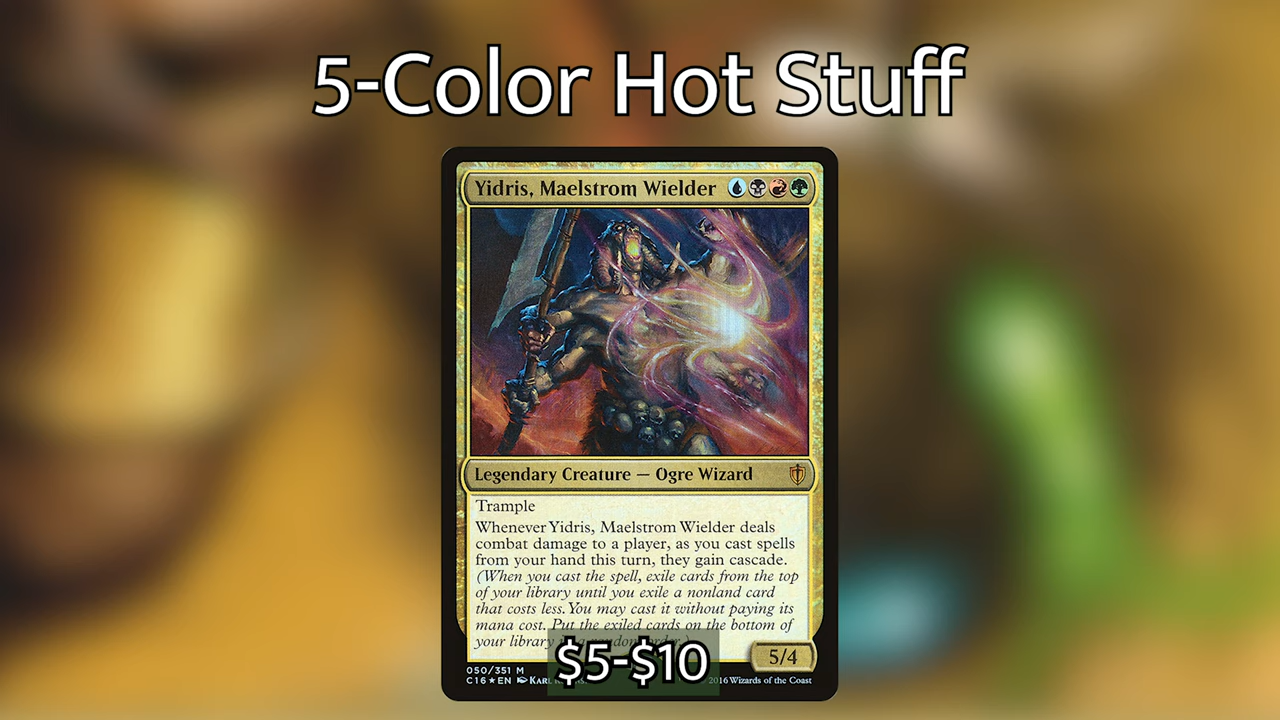 5-Color Hot Stuff
Yidris, Maelstrom Wielder
Legendary Creature — Ogre Wizard
Trample
Whenever Yidris, Maelstrom Wielder deals
combat damage to a player, as you cast spells
from your hand this turn, they gain cascade.
(When you cast the spell, exile cards from the top
of your library until you exile a nonland card
that costs less. You may cast it without paying its
mana cost. Put the exiled cards on the bottom of
your library order.)
$5-$10
5/4
050/351 M
C16★EN 2016 Wizards of the Coast